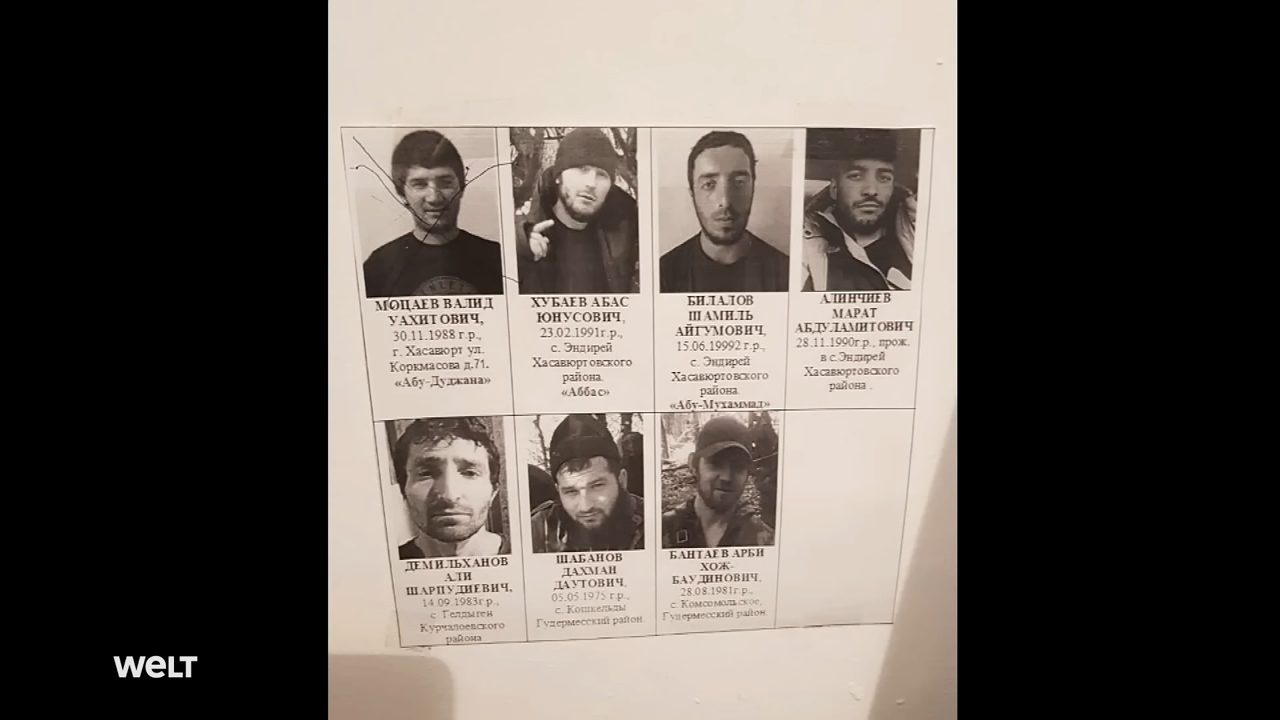 МОЦАЕВ ВАЛИД
УАХИТОВИЧ,
30.11.1988 г.р.,
г. Хасавюрт ул.
Коркмасова д.71.
«Абу-Дуджана»
ХУБАЕВ АБАС
ЮНУСОВИЧ,
23.02.1991г.р.,
с. Эндирей
Хасавюртовского
района.
«Аббас»
БИЛАЛОВ
ШАМИЛЬ
АЙГУМОВИЧ,
15.06.19992 г.р.,
с. Эндирей
Хасавюртовского
района.
«Абу-Мухаммад»
АЛИНЧИЕВ
МАРАТ
АБДУЛАМИТОВИЧ
28.11.1990г.р., прож.
в с.Эндирей
Хасавюртовского
района .
ДЕМИЛЬХАНОВ
АЛИ
ШАРПУДИЕВИЧ,
14.09.1983г.р.,
с. Гелдыген
Курчалоевского
района
ШАБАНОВ
ДАХМАН
ДАУТОВИЧ,
05.05.1975 г.р.,
с. Кошкельды
Гудермесский район.
БАНТАЕВ АРБИ
ХОЖ-
БАУДИНОВИЧ,
28.08.1981г.р.,
с. Комсомольское,
Гудермесский район.
WELT